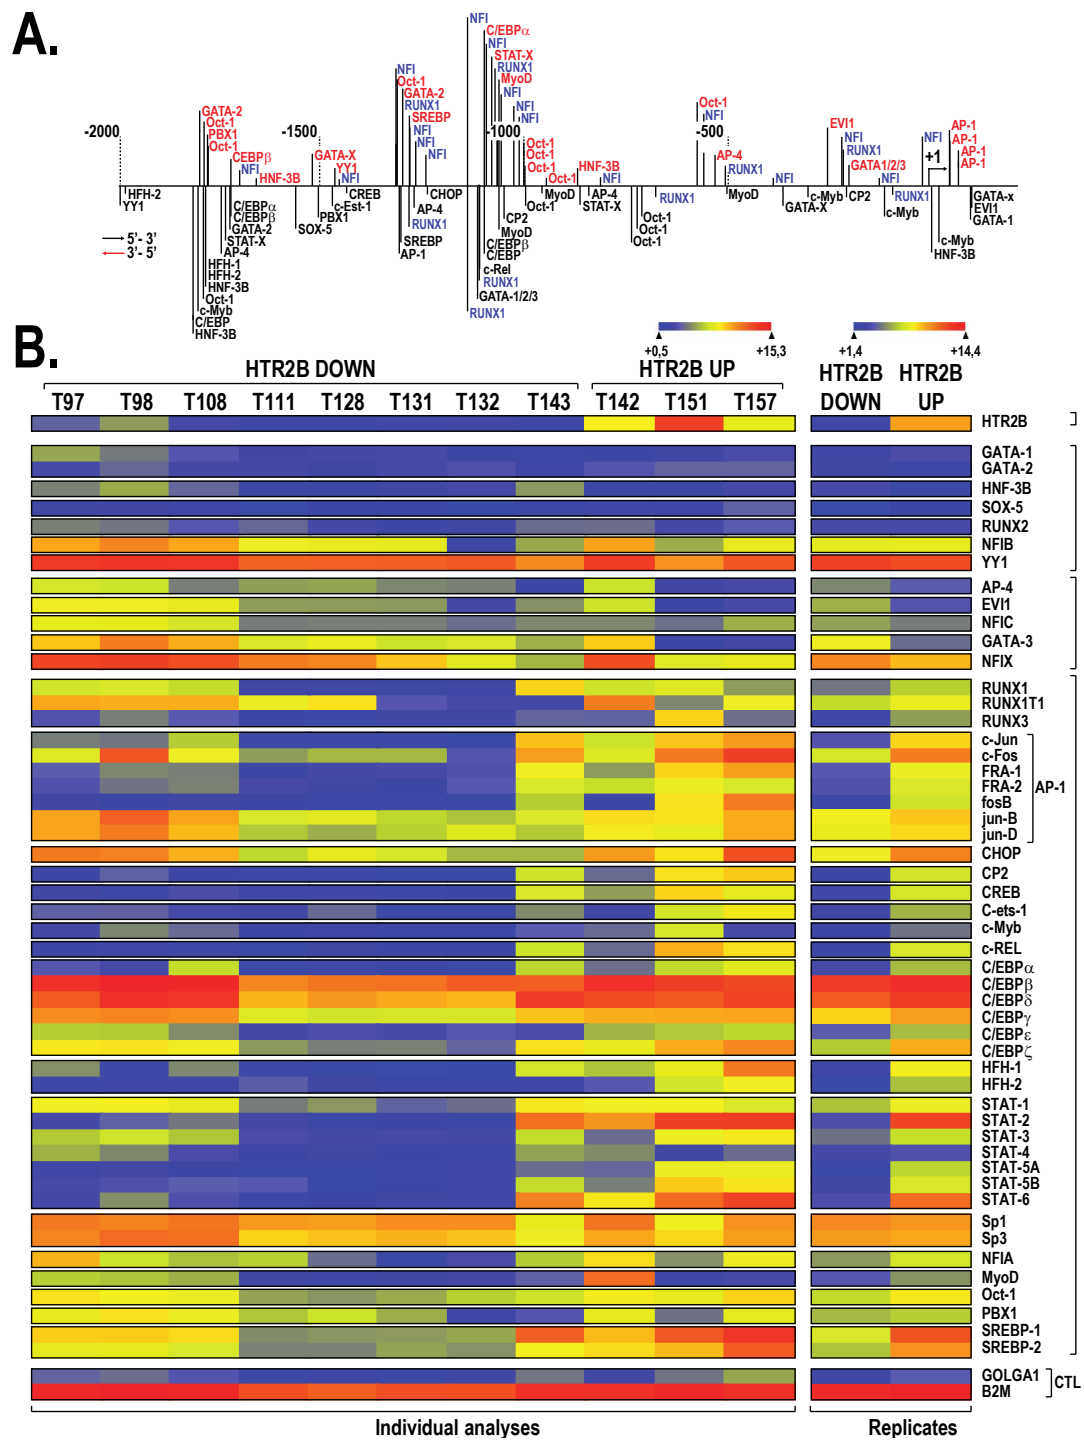 A.
NFI
C/EBPα
NFI
STAT-X
RUNX1
MyoD
NFI
NFI
NFI
NFI
Oct-1
GATA-2
RUNX1
SREBP
NFI
NFI
NFI
GATA-2
Oct-1
PBX1
Oct-1
CEBPβ
NFI
HNF-3B
GATA-X
YY1
NFI
Oct-1
Oct-1
Oct-1
Oct-1
HNF-3B
NFI
Oct-1
NFI
AP-4
RUNX1
NFI
EVI1
NFI
RUNX1
GATA1/2/3
NFI
RUNX1
NFI
+1
AP-1
AP-1
AP-1
AP-1
-2000
-1500
-1000
-500
HFH-2
YY1
C/EBPα
C/EBPβ
GATA-2
STAT-X
AP-4
HFH-1
HFH-2
HNF-3B
Oct-1
c-Myb
C/EBP
HNF-3B
SOX-5
PBX1
c-Est-1
CREB
CHOP
AP-4
RUNX1
SREBP
AP-1
CP2
MyoD
C/EBPβ
C/EBP
c-Rel
RUNX1
GATA-1/2/3
RUNX1
MyoD
Oct-1
AP-4
STAT-X
RUNX1
Oct-1
Oct-1
Oct-1
MyoD
c-Myb
GATA-X
CP2
c-Myb
c-Myb
HNF-3B
GATA-x
EVI1
GATA-1
5'- 3'
3'- 5'
B.
+0,5
+15,3
+1,4
+14,4
HTR2B DOWN
HTR2B UP
HTR2B DOWN
HTR2B UP
T97 T98 T108 T111 T128 T131 T132 T143 T142 T151 T157
HTR2B
GATA-1
GATA-2
HNF-3B
SOX-5
RUNX2
NFIB
YY1
AP-4
EVI1
NFIC
GATA-3
NFIX
RUNX1
RUNX1T1
RUNX3
c-Jun
c-Fos
FRA-1
FRA-2
AP-1
fosB
jun-B
jun-D
CHOP
CP2
CREB
C-ets-1
c-Myb
c-REL
C/EBPα
C/EBPβ
C/EBPδ
C/EBPγ
C/EBPε
C/EBPζ
HFH-1
HFH-2
STAT-1
STAT-2
STAT-3
STAT-4
STAT-5A
STAT-5B
STAT-6
Sp1
Sp3
NFIA
MyoD
Oct-1
PBX1
SREBP-1
SREBP-2
GOLGA1
B2M
CTL
Individual analyses
Replicates